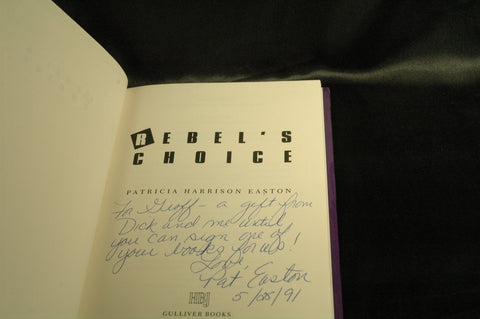 REBEL'S
CHOICE
PATRICIA HARRISON EASTON
For Geoff – a gift from
Dick and me until
you can sign one of
your books for us!
Love,
Pat Easton
5/25/91
HBJ
GULLIVER BOOKS